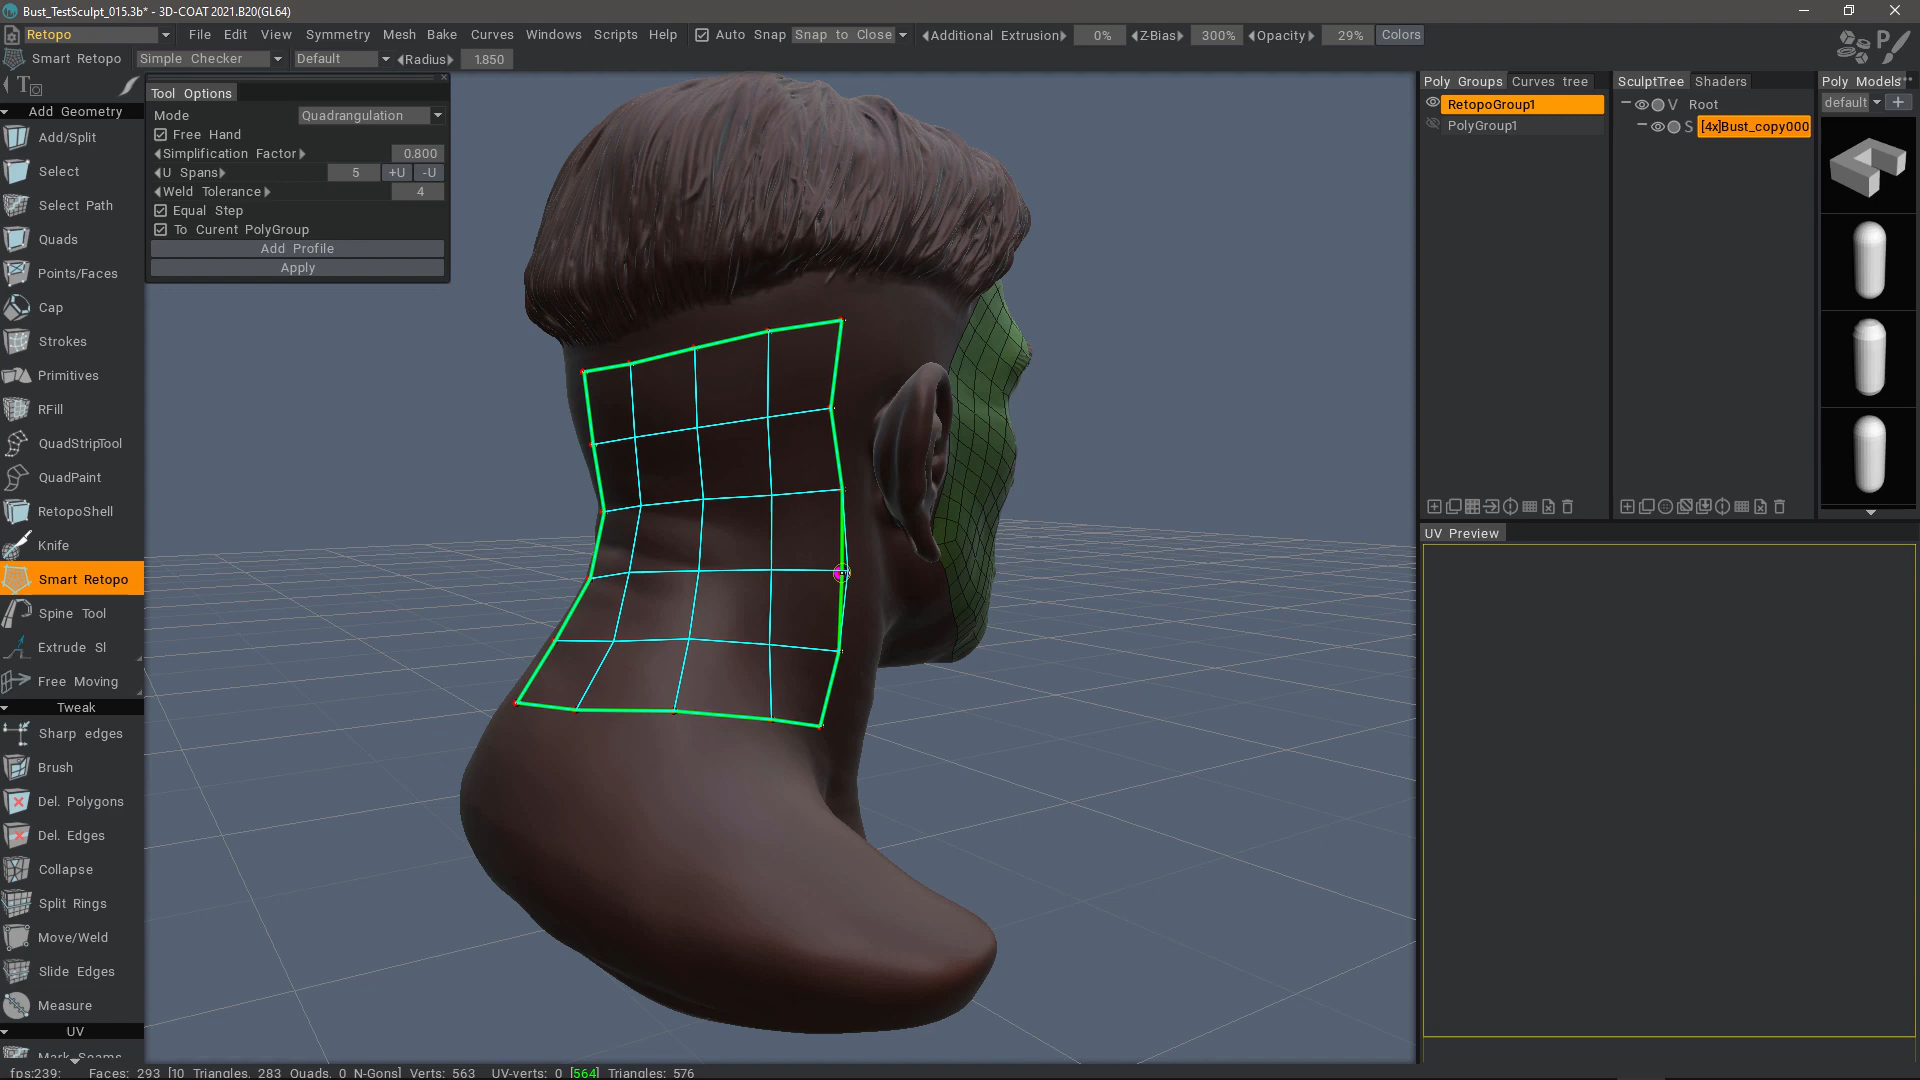 Bust_TestSculpt_015.3b* - 3D-COAT 2021.B20(GL64)
Retopo File Edit View Symmetry Mesh Bake Curves Windows Scripts Help Auto Snap Snap to Close Additional Extrusion 0% Z-Bias 300% Opacity 29% Colors
Smart Retopo Simple Checker Default Radius 1.850
Tool Options
Mode Quadrangulation
Free Hand
Simplification Factor 0.800
U Spans 5 +U -U
Weld Tolerance 4
Equal Step
To Curent PolyGroup
Add Profile
Apply
Add Geometry
Add/Split
Select
Select Path
Quads
Points/Faces
Cap
Strokes
Primitives
RFill
QuadStripTool
QuadPaint
RetopoShell
Knife
Smart Retopo
Spine Tool
Extrude Sl
Free Moving
Tweak
Sharp edges
Brush
Del. Polygons
Del. Edges
Collapse
Split Rings
Move/Weld
Slide Edges
Measure
UV
Mark Seams
Poly Groups Curves tree
RetopoGroup1
PolyGroup1
SculptTree Shaders
V Root
S [4x]Bust_copy000
Poly Models
default +
UV Preview
fps:239; Faces: 293 [10 Triangles, 283 Quads, 0 N-Gons] Verts: 563 UV-verts: 0 [564] Triangles: 576